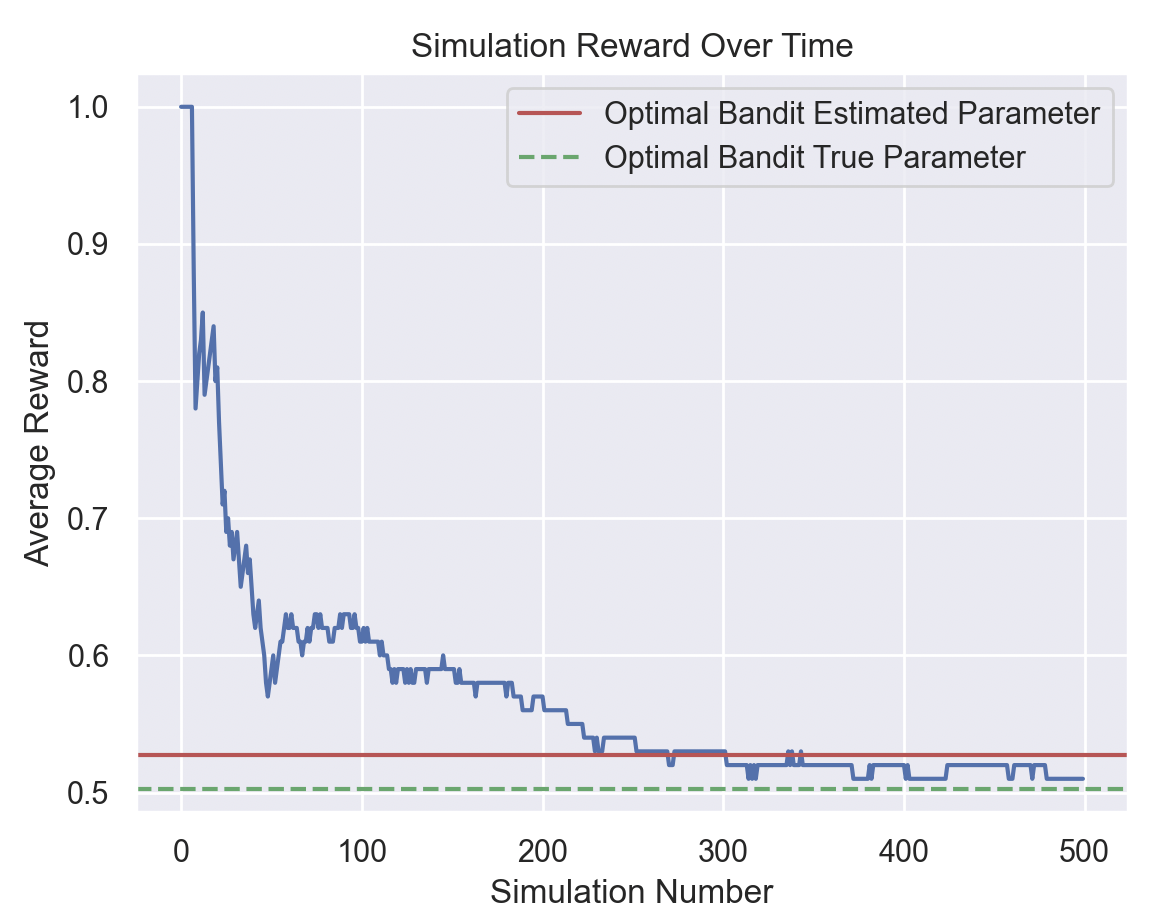 Simulation Reward Over Time
Optimal Bandit Estimated Parameter
Optimal Bandit True Parameter
Average Reward
1.0
0.9
0.8
0.7
0.6
0.5
0 100 200 300 400 500
Simulation Number